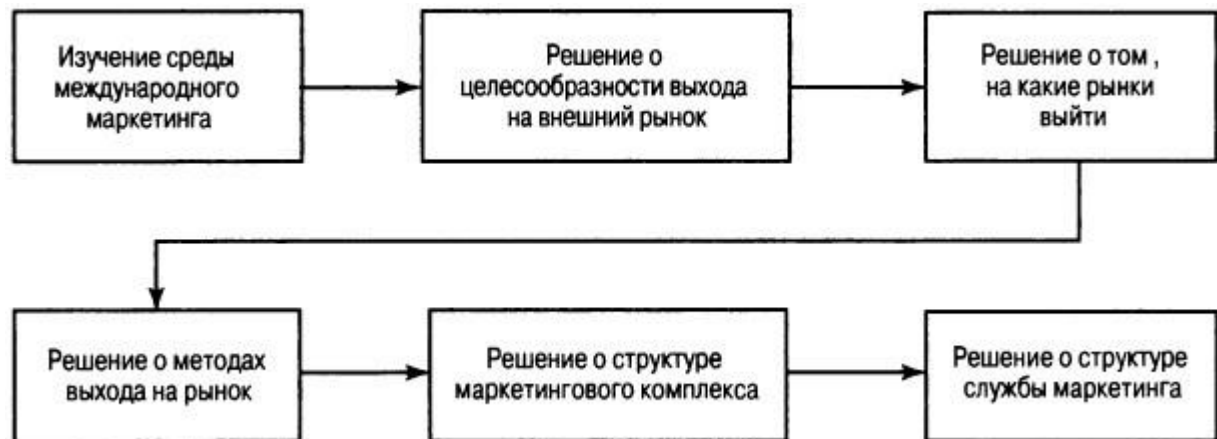 Изучение среды
международного
маркетинга
Решение о
целесообразности выхода
на внешний рынок
Решение о том ,
на какие рынки
выйти
Решение о методах
выхода на рынок
Решение о структуре
маркетингового комплекса
Решение о структуре
службы маркетинга